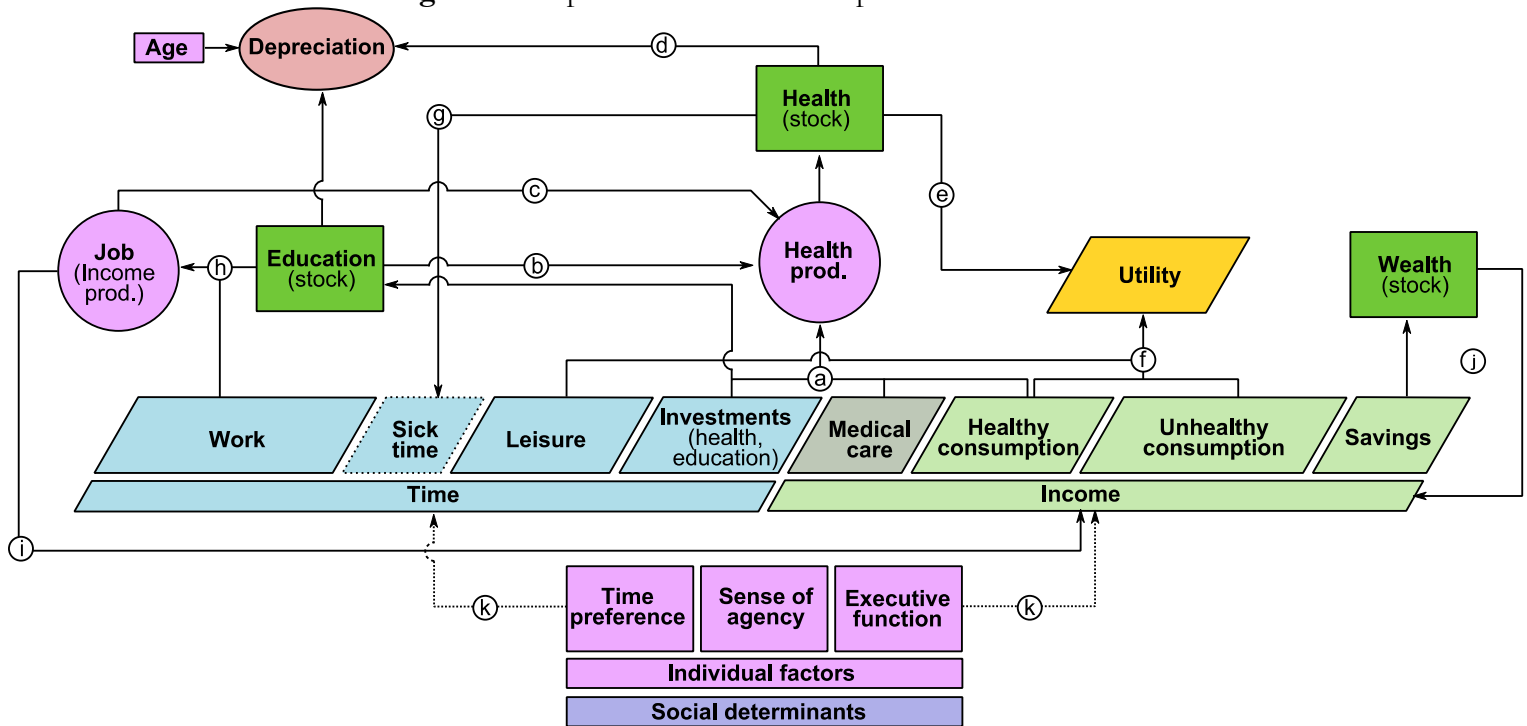 Age
Depreciation
d
Health
(stock)
g
c
e
Job
(Income
prod.)
h
Education
(stock)
b
Health
prod.
Utility
Wealth
(stock)
f
j
a
Work
Sick
time
Leisure
Investments
(health,
education)
Medical
care
Healthy
consumption
Unhealthy
consumption
Savings
Time
Income
i
Time
preference
Sense of
agency
Executive
function
k
k
Individual factors
Social determinants